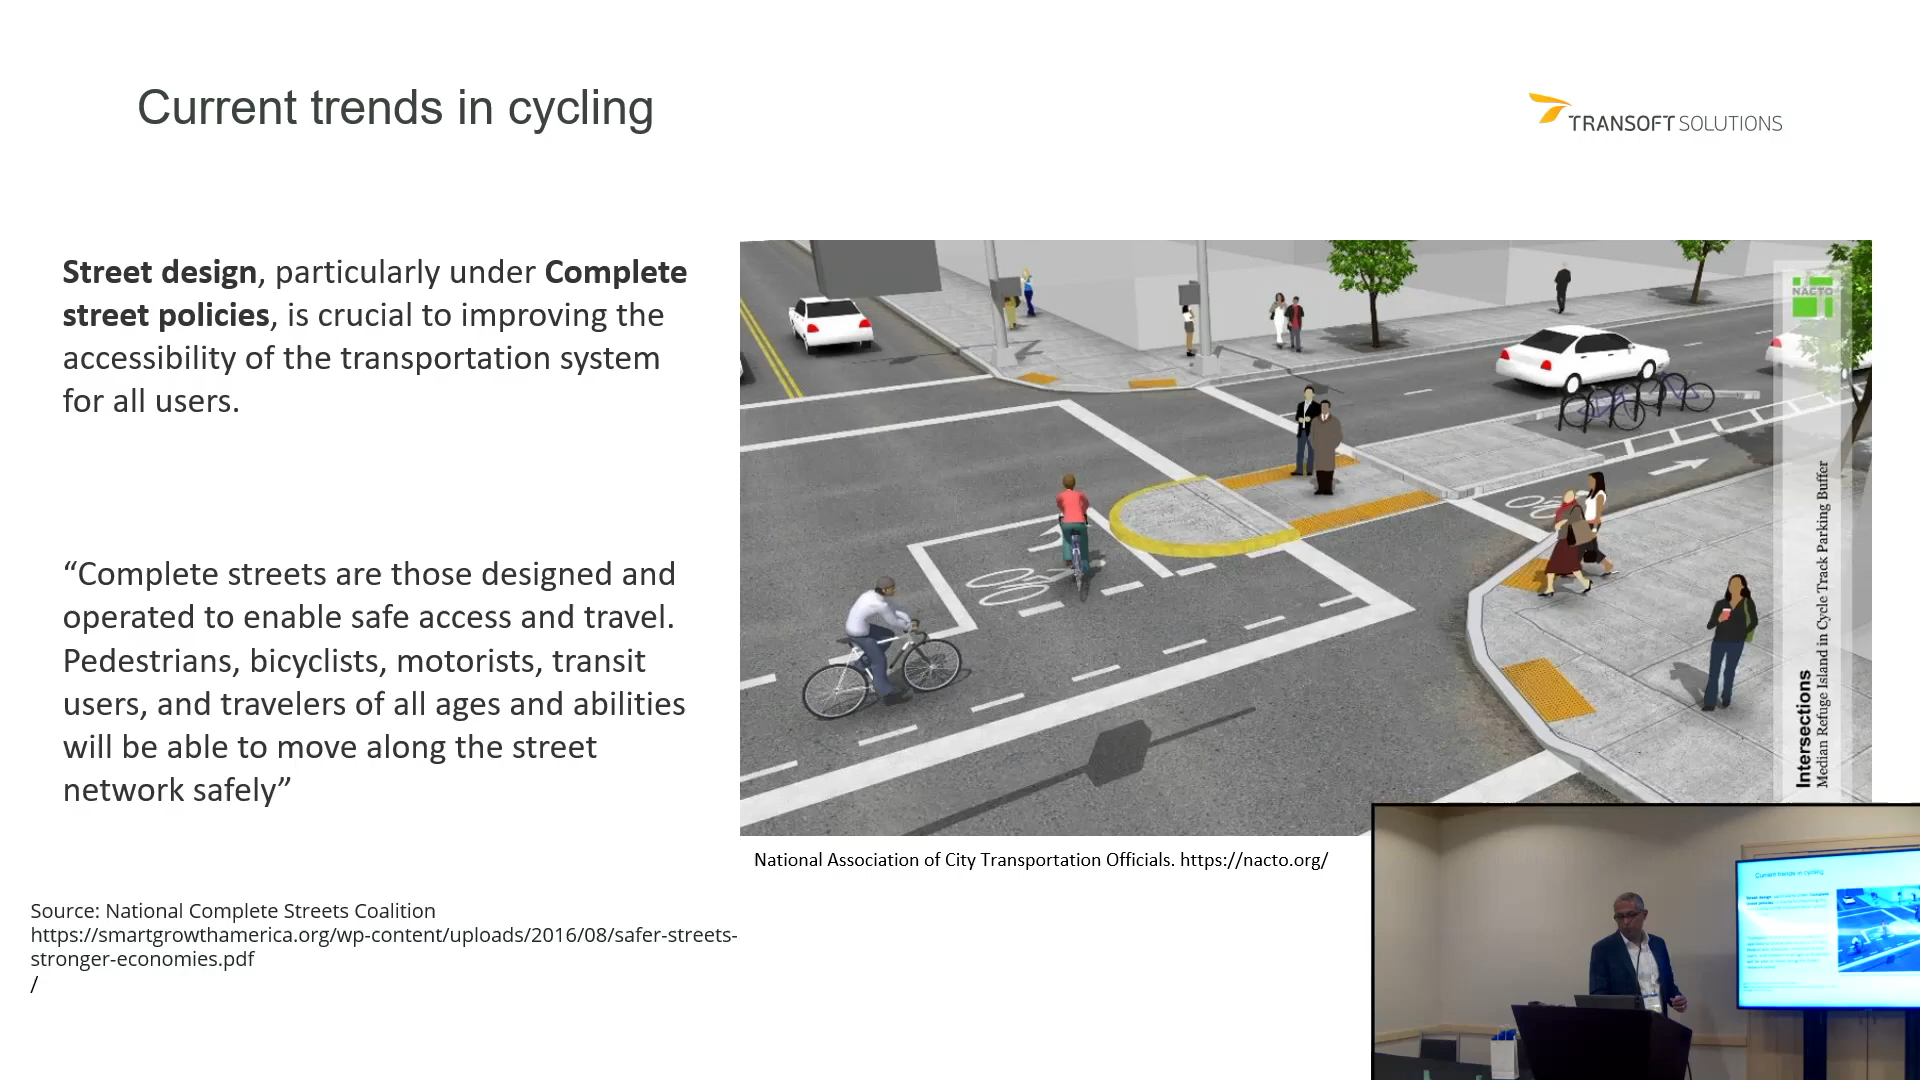 Current trends in cycling
TRANSOFT SOLUTIONS
Street design, particularly under Complete
street policies, is crucial to improving the
accessibility of the transportation system
for all users.
“Complete streets are those designed and
operated to enable safe access and travel.
Pedestrians, bicyclists, motorists, transit
users, and travelers of all ages and abilities
will be able to move along the street
network safely”
NACTO
Intersections
Median Refuge Island in Cycle Track Parking Buffer
National Association of City Transportation Officials. https://nacto.org/
Source: National Complete Streets Coalition
https://smartgrowthamerica.org/wp-content/uploads/2016/08/safer-streets-
stronger-economies.pdf
/
Current trends in cycling